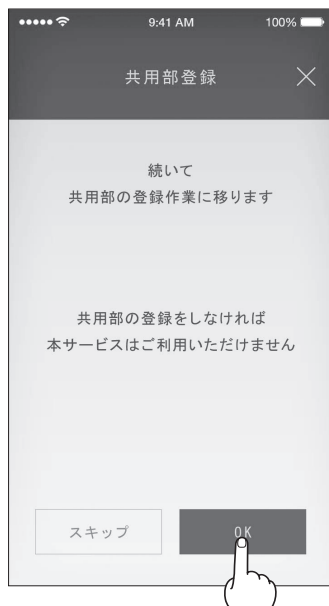 9:41 AM
100%
共用部登録
続いて
共用部の登録作業に移ります
共用部の登録をしなければ
本サービスはご利用いただけません
スキップ
OK